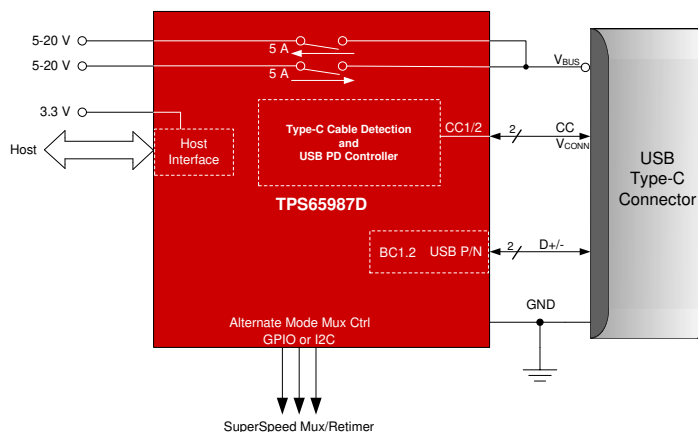 5-20 V
5 A
5-20 V
5 A
VBUS
3.3 V
Host
Host
Interface
Type-C Cable Detection
and
USB PD Controller
CC1/2
2
CC
VCONN
USB
Type-C
Connector
TPS65987D
BC1.2 USB P/N
2
D+/-
GND
Alternate Mode Mux Ctrl
GPIO or I2C
SuperSpeed Mux/Retimer